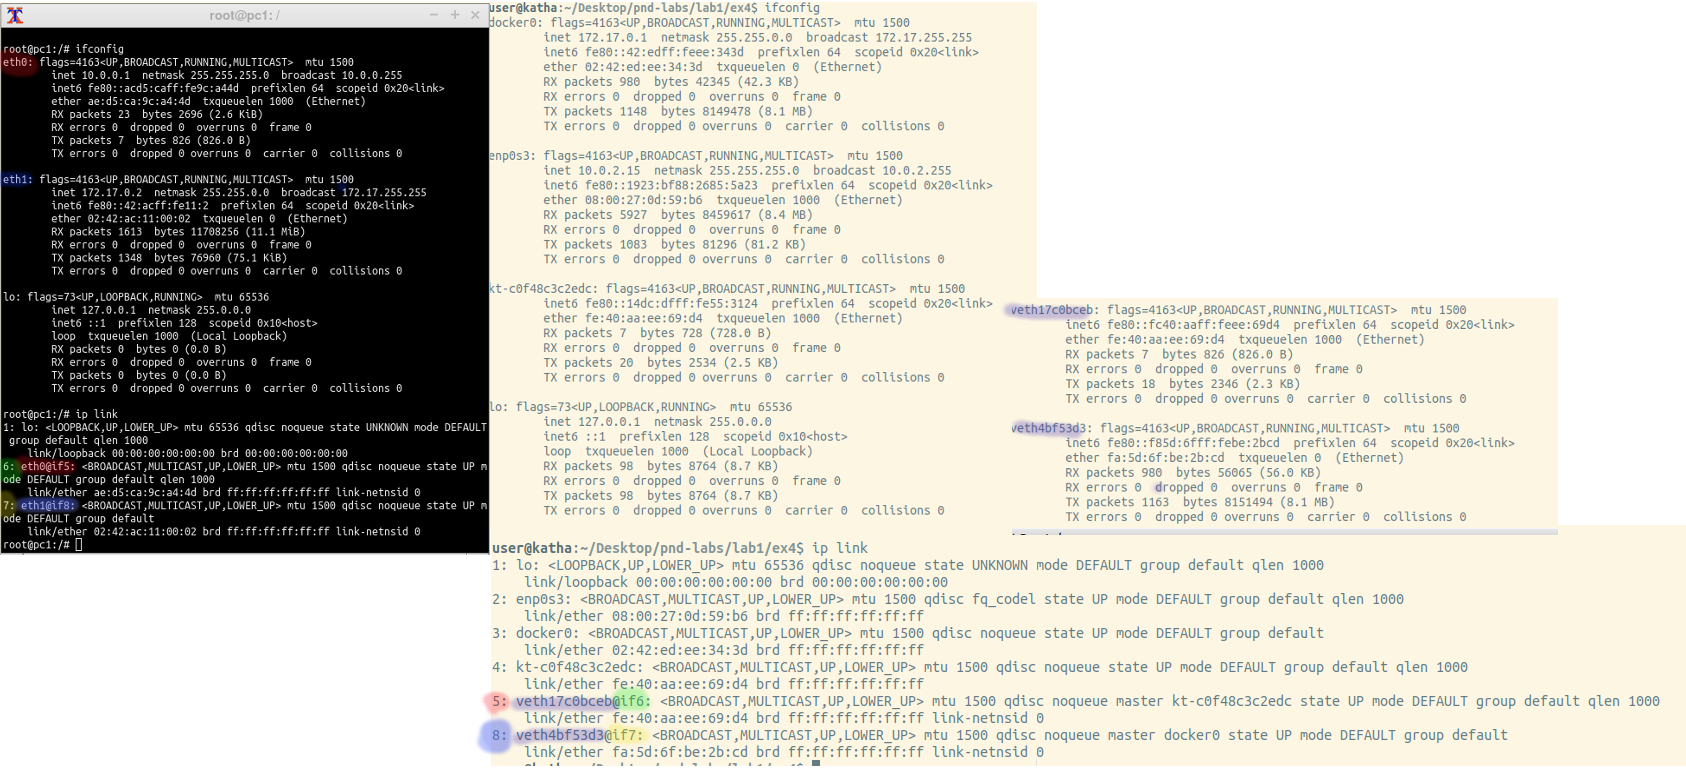 root@pc1: /
root@pc1:/# ifconfig
eth0: flags=4163<UP,BROADCAST,RUNNING,MULTICAST>  mtu 1500
inet 10.0.0.1  netmask 255.255.255.0  broadcast 10.0.0.255
inet6 fe80::acd5:caff:fe9c:a44d  prefixlen 64  scopeid 0x20<link>
ether ae:d5:ca:9c:a4:4d  txqueuelen 1000  (Ethernet)
RX packets 23  bytes 2696 (2.6 KiB)
RX errors 0  dropped 0  overruns 0  frame 0
TX packets 7  bytes 826 (826.0 B)
TX errors 0  dropped 0 overruns 0  carrier 0  collisions 0
eth1: flags=4163<UP,BROADCAST,RUNNING,MULTICAST>  mtu 1500
inet 172.17.0.2  netmask 255.255.0.0  broadcast 172.17.255.255
inet6 fe80::42:acff:fe11:2  prefixlen 64  scopeid 0x20<link>
ether 02:42:ac:11:00:02  txqueuelen 0  (Ethernet)
RX packets 1613  bytes 11708256 (11.1 MiB)
RX errors 0  dropped 0  overruns 0  frame 0
TX packets 1348  bytes 76960 (75.1 KiB)
TX errors 0  dropped 0 overruns 0  carrier 0  collisions 0
lo: flags=73<UP,LOOPBACK,RUNNING>  mtu 65536
inet 127.0.0.1  netmask 255.0.0.0
inet6 ::1  prefixlen 128  scopeid 0x10<host>
loop  txqueuelen 1000  (Local Loopback)
RX packets 0  bytes 0 (0.0 B)
RX errors 0  dropped 0  overruns 0  frame 0
TX packets 0  bytes 0 (0.0 B)
TX errors 0  dropped 0 overruns 0  carrier 0  collisions 0
root@pc1:/# ip link
1: lo: <LOOPBACK,UP,LOWER_UP> mtu 65536 qdisc noqueue state UNKNOWN mode DEFAULT
group default qlen 1000
link/loopback 00:00:00:00:00:00 brd 00:00:00:00:00:00
6: eth0@if5: <BROADCAST,MULTICAST,UP,LOWER_UP> mtu 1500 qdisc noqueue state UP m
ode DEFAULT group default qlen 1000
link/ether ae:d5:ca:9c:a4:4d brd ff:ff:ff:ff:ff:ff link-netnsid 0
7: eth1@if8: <BROADCAST,MULTICAST,UP,LOWER_UP> mtu 1500 qdisc noqueue state UP m
ode DEFAULT group default
link/ether 02:42:ac:11:00:02 brd ff:ff:ff:ff:ff:ff link-netnsid 0
root@pc1:/#
user@katha:~/Desktop/pnd-labs/lab1/ex4$ ifconfig
docker0: flags=4163<UP,BROADCAST,RUNNING,MULTICAST>  mtu 1500
inet 172.17.0.1  netmask 255.255.0.0  broadcast 172.17.255.255
inet6 fe80::42:edff:feee:343d  prefixlen 64  scopeid 0x20<link>
ether 02:42:ed:ee:34:3d  txqueuelen 0  (Ethernet)
RX packets 980  bytes 42345 (42.3 KB)
RX errors 0  dropped 0  overruns 0  frame 0
TX packets 1148  bytes 8149478 (8.1 MB)
TX errors 0  dropped 0 overruns 0  carrier 0  collisions 0
enp0s3: flags=4163<UP,BROADCAST,RUNNING,MULTICAST>  mtu 1500
inet 10.0.2.15  netmask 255.255.255.0  broadcast 10.0.2.255
inet6 fe80::1923:bf88:2685:5a23  prefixlen 64  scopeid 0x20<link>
ether 08:00:27:0d:59:b6  txqueuelen 1000  (Ethernet)
RX packets 5927  bytes 8459617 (8.4 MB)
RX errors 0  dropped 0  overruns 0  frame 0
TX packets 1083  bytes 81296 (81.2 KB)
TX errors 0  dropped 0 overruns 0  carrier 0  collisions 0
kt-c0f48c3c2edc: flags=4163<UP,BROADCAST,RUNNING,MULTICAST>  mtu 1500
inet6 fe80::14dc:dfff:fe55:3124  prefixlen 64  scopeid 0x20<link>
ether fe:40:aa:ee:69:d4  txqueuelen 1000  (Ethernet)
RX packets 7  bytes 728 (728.0 B)
RX errors 0  dropped 0  overruns 0  frame 0
TX packets 20  bytes 2534 (2.5 KB)
TX errors 0  dropped 0 overruns 0  carrier 0  collisions 0
lo: flags=73<UP,LOOPBACK,RUNNING>  mtu 65536
inet 127.0.0.1  netmask 255.0.0.0
inet6 ::1  prefixlen 128  scopeid 0x10<host>
loop  txqueuelen 1000  (Local Loopback)
RX packets 98  bytes 8764 (8.7 KB)
RX errors 0  dropped 0  overruns 0  frame 0
TX packets 98  bytes 8764 (8.7 KB)
TX errors 0  dropped 0 overruns 0  carrier 0  collisions 0
veth17c0bceb: flags=4163<UP,BROADCAST,RUNNING,MULTICAST>  mtu 1500
inet6 fe80::fc40:aaff:feee:69d4  prefixlen 64  scopeid 0x20<link>
ether fe:40:aa:ee:69:d4  txqueuelen 1000  (Ethernet)
RX packets 7  bytes 826 (826.0 B)
RX errors 0  dropped 0  overruns 0  frame 0
TX packets 18  bytes 2346 (2.3 KB)
TX errors 0  dropped 0 overruns 0  carrier 0  collisions 0
veth4bf53d3: flags=4163<UP,BROADCAST,RUNNING,MULTICAST>  mtu 1500
inet6 fe80::f85d:6fff:febe:2bcd  prefixlen 64  scopeid 0x20<link>
ether fa:5d:6f:be:2b:cd  txqueuelen 0  (Ethernet)
RX packets 980  bytes 56065 (56.0 KB)
RX errors 0  dropped 0  overruns 0  frame 0
TX packets 1163  bytes 8151494 (8.1 MB)
TX errors 0  dropped 0 overruns 0  carrier 0  collisions 0
user@katha:~/Desktop/pnd-labs/lab1/ex4$ ip link
1: lo: <LOOPBACK,UP,LOWER_UP> mtu 65536 qdisc noqueue state UNKNOWN mode DEFAULT group default qlen 1000
link/loopback 00:00:00:00:00:00 brd 00:00:00:00:00:00
2: enp0s3: <BROADCAST,MULTICAST,UP,LOWER_UP> mtu 1500 qdisc fq_codel state UP mode DEFAULT group default qlen 1000
link/ether 08:00:27:0d:59:b6 brd ff:ff:ff:ff:ff:ff
3: docker0: <BROADCAST,MULTICAST,UP,LOWER_UP> mtu 1500 qdisc noqueue state UP mode DEFAULT group default
link/ether 02:42:ed:ee:34:3d brd ff:ff:ff:ff:ff:ff
4: kt-c0f48c3c2edc: <BROADCAST,MULTICAST,UP,LOWER_UP> mtu 1500 qdisc noqueue state UP mode DEFAULT group default qlen 1000
link/ether fe:40:aa:ee:69:d4 brd ff:ff:ff:ff:ff:ff
5: veth17c0bceb@if6: <BROADCAST,MULTICAST,UP,LOWER_UP> mtu 1500 qdisc noqueue master kt-c0f48c3c2edc state UP mode DEFAULT group default qlen 1000
link/ether fe:40:aa:ee:69:d4 brd ff:ff:ff:ff:ff:ff link-netnsid 0
8: veth4bf53d3@if7: <BROADCAST,MULTICAST,UP,LOWER_UP> mtu 1500 qdisc noqueue master docker0 state UP mode DEFAULT group default
link/ether fa:5d:6f:be:2b:cd brd ff:ff:ff:ff:ff:ff link-netnsid 0